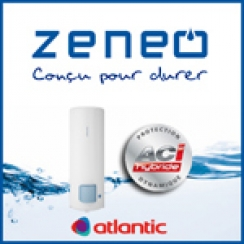 zeneo
Conçu pour durer
PROTECTION
ACi
hybride
DYNAMIQUE
atlantic